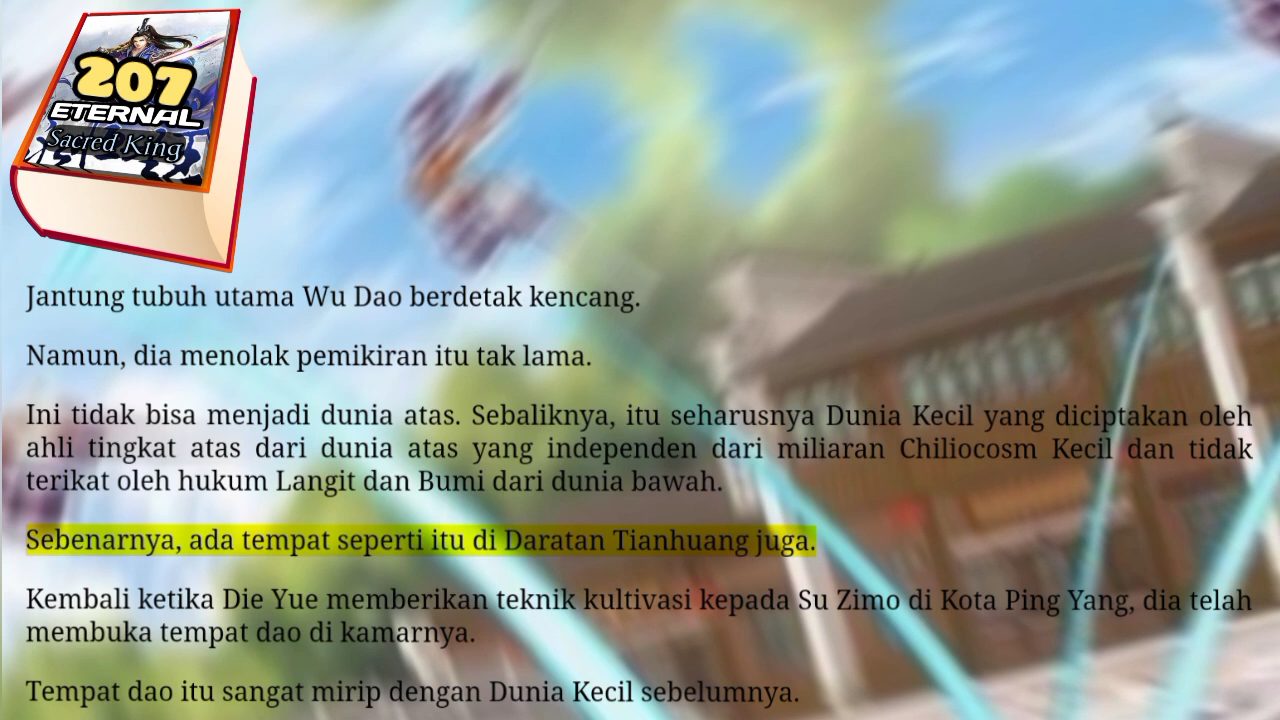 207
ETERNAL
Sacred King
Jantung tubuh utama Wu Dao berdetak kencang.
Namun, dia menolak pemikiran itu tak lama.
Ini tidak bisa menjadi dunia atas. Sebaliknya, itu seharusnya Dunia Kecil yang diciptakan oleh
ahli tingkat atas dari dunia atas yang independen dari miliaran Chiliocosm Kecil dan tidak
terikat oleh hukum Langit dan Bumi dari dunia bawah.
Sebenarnya, ada tempat seperti itu di Daratan Tianhuang juga.
Kembali ketika Die Yue memberikan teknik kultivasi kepada Su Zimo di Kota Ping Yang, dia telah
membuka tempat dao di kamarnya.
Tempat dao itu sangat mirip dengan Dunia Kecil sebelumnya.